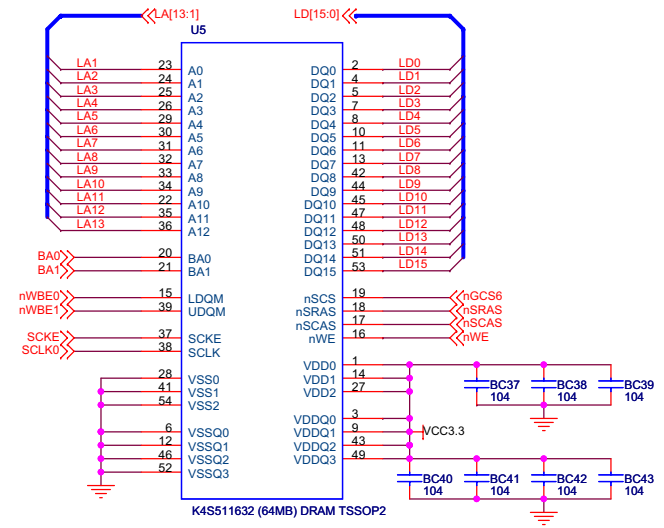 LA[13:1] LD[15:0]
U5
LA1 23 A0 DQ0 2 LD0
LA2 24 A1 DQ1 4 LD1
LA3 25 A2 DQ2 5 LD2
LA4 26 A3 DQ3 7 LD3
LA5 29 A4 DQ4 8 LD4
LA6 30 A5 DQ5 10 LD5
LA7 31 A6 DQ6 11 LD6
LA8 32 A7 DQ7 13 LD7
LA9 33 A8 DQ8 42 LD8
LA10 34 A9 DQ9 44 LD9
LA11 22 A10 DQ10 45 LD10
LA12 35 A11 DQ11 47 LD11
LA13 36 A12 DQ12 48 LD12
DQ13 50 LD13
BA0 20 BA0 DQ14 51 LD14
BA1 21 BA1 DQ15 53 LD15
nWBE0 15 LDQM nSCS 19 nGCS6
nWBE1 39 UDQM nSRAS 18 nSRAS
nSCAS 17 nSCAS
SCKE 37 SCKE nWE 16 nWE
SCLK0 38 SCLK
VDD0 1
28 VSS0 VDD1 14 BC37 BC38 BC39
41 VSS1 VDD2 27 104 104 104
54 VSS2
VDDQ0 3
6 VSSQ0 VDDQ1 9 VCC3.3
12 VSSQ1 VDDQ2 43
46 VSSQ2 VDDQ3 49
52 VSSQ3 BC40 BC41 BC42 BC43
104 104 104 104
K4S511632 (64MB) DRAM TSSOP2